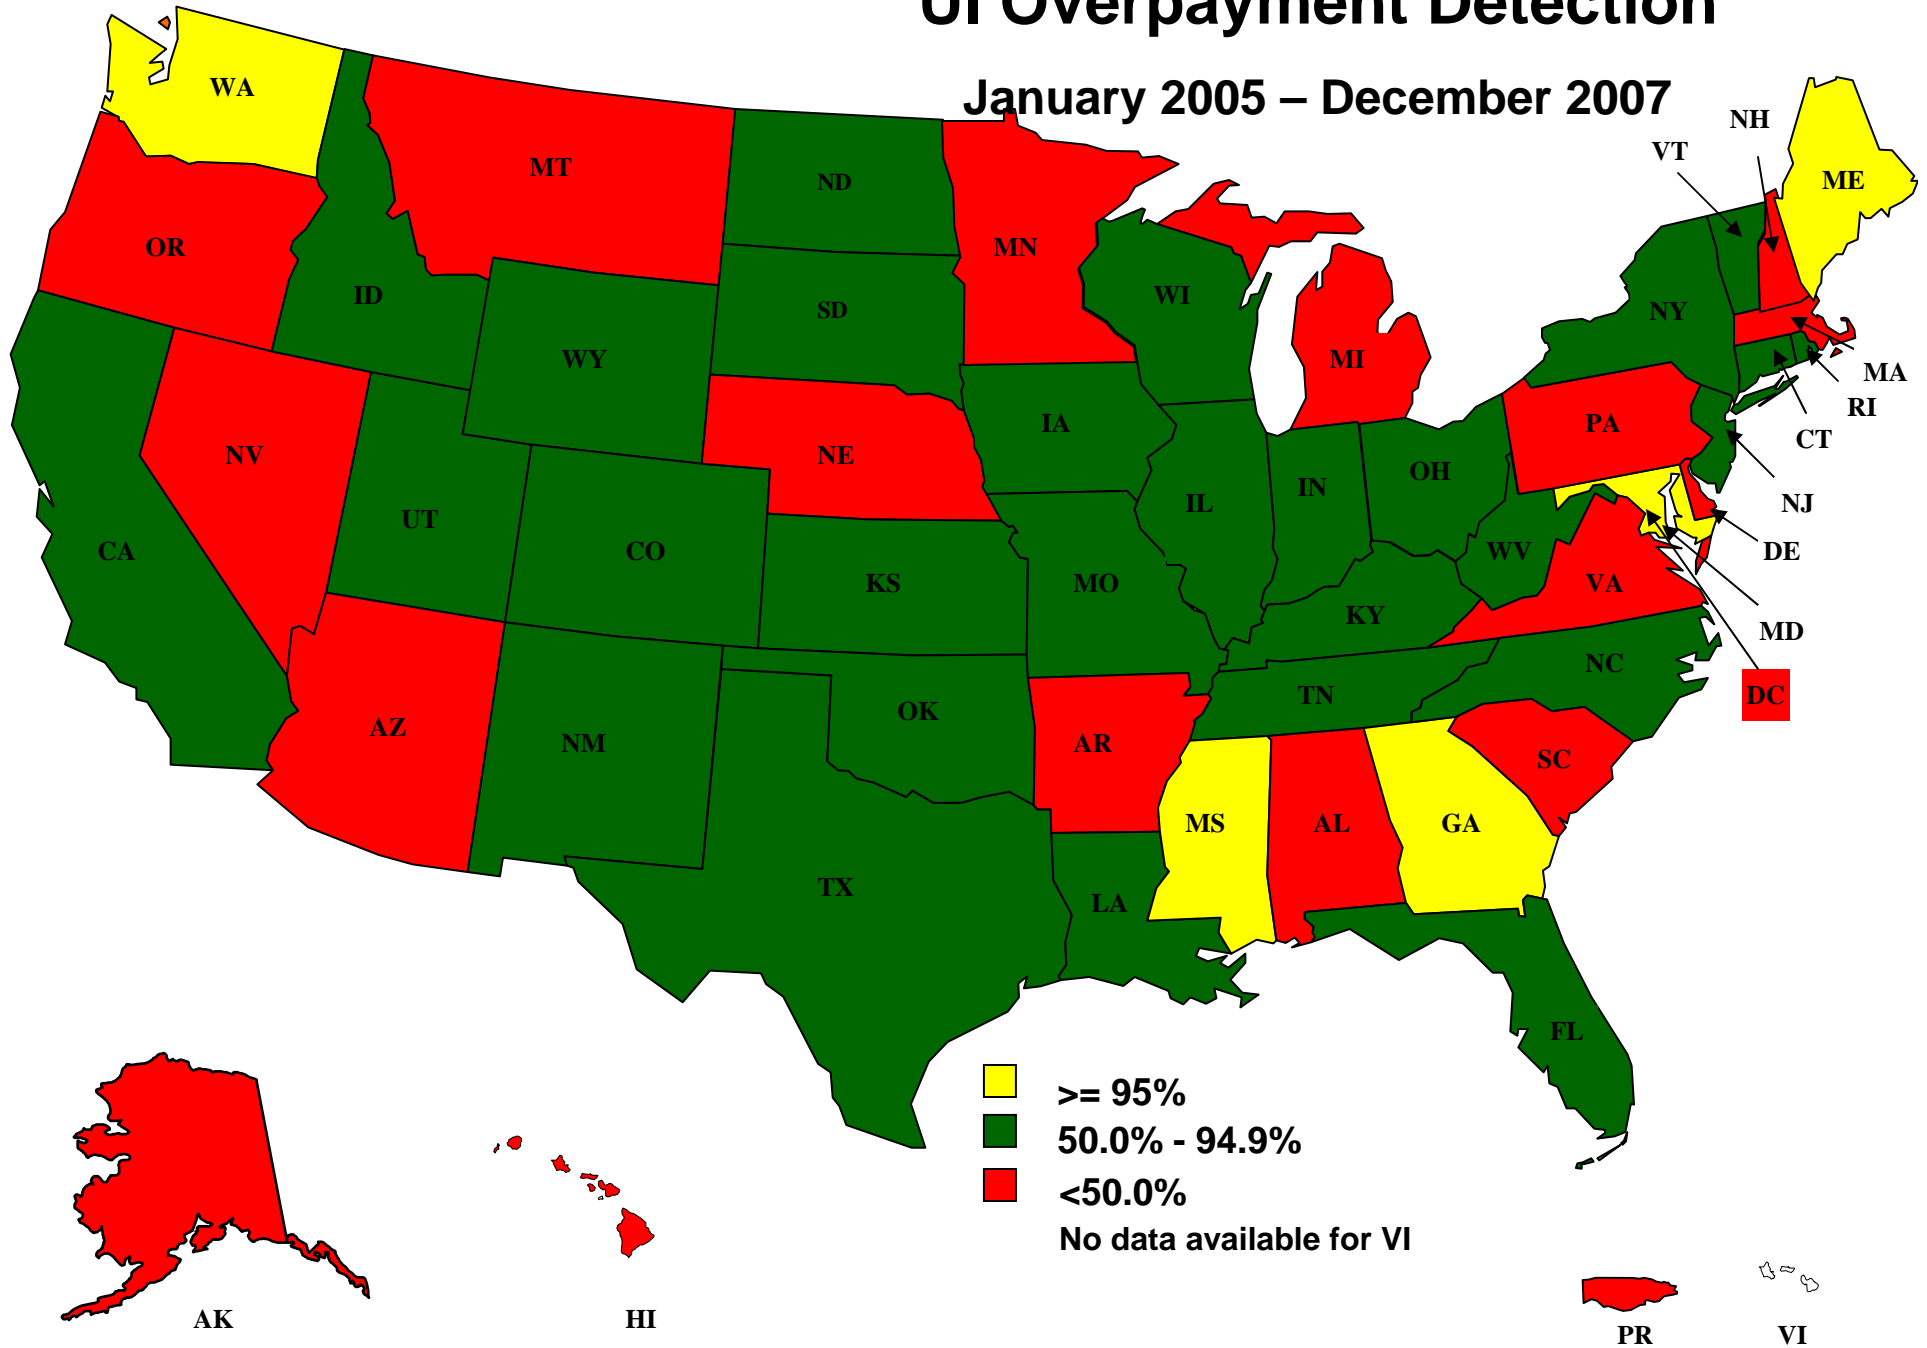 UI Overpayment Detection
January 2005 – December 2007
WA
OR
CA
NV
ID
MT
WY
UT
AZ
CO
NM
ND
SD
NE
KS
OK
TX
MN
IA
MO
AR
LA
WI
IL
MI
IN
OH
KY
TN
MS
AL
GA
FL
SC
NC
VA
WV
PA
NY
VT
NH
ME
MA
RI
CT
NJ
DE
MD
DC
>= 95%
50.0% - 94.9%
<50.0%
No data available for VI
AK
HI
PR
VI